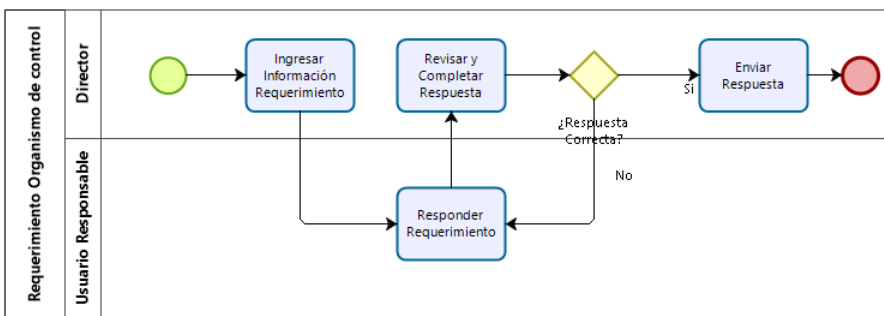 Requerimiento Organismo de control
Director
Ingresar
Información
Requerimiento
Revisar y
Completar
Respuesta
¿Respuesta
Correcta?
Si
Enviar
Respuesta
No
Usuario Responsable
Responder
Requerimiento